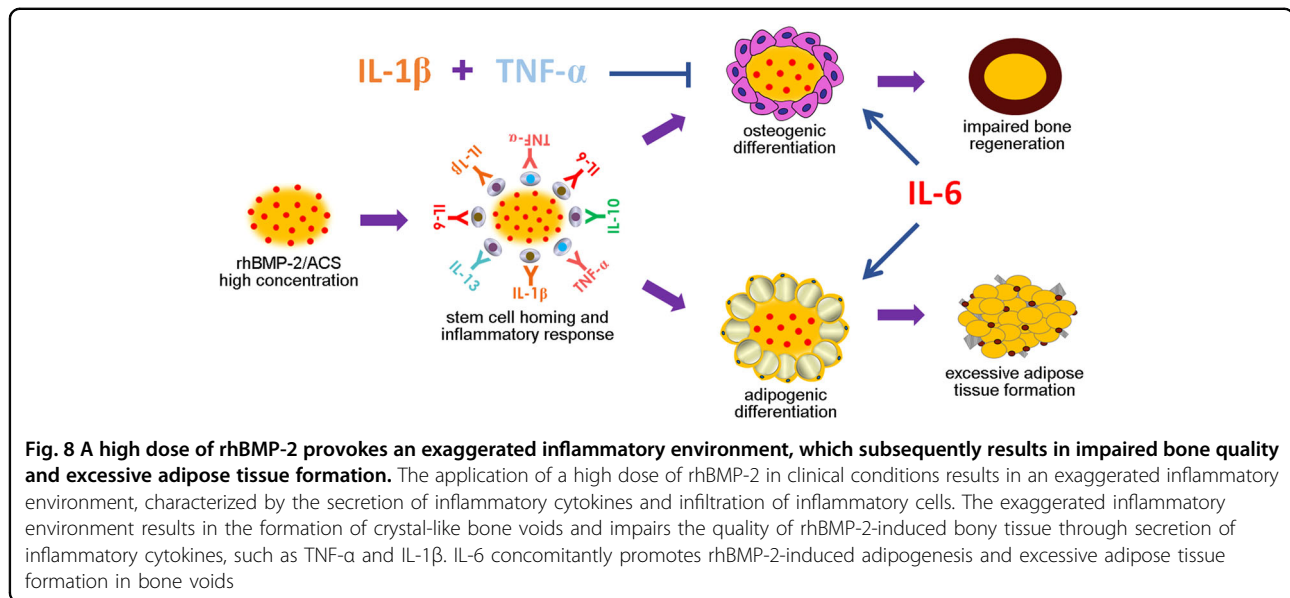 IL-1β + TNF-α
osteogenic
differentiation
impaired bone
regeneration
IL-6
rhBMP-2/ACS
high concentration
TNF-α
IL-6
IL-10
TNF-α
IL-1β
IL-13
IL-6
IL-1β
stem cell homing and
inflammatory response
adipogenic
differentiation
excessive adipose
tissue formation
Fig. 8 A high dose of rhBMP-2 provokes an exaggerated inflammatory environment, which subsequently results in impaired bone quality
and excessive adipose tissue formation. The application of a high dose of rhBMP-2 in clinical conditions results in an exaggerated inflammatory
environment, characterized by the secretion of inflammatory cytokines and infiltration of inflammatory cells. The exaggerated inflammatory
environment results in the formation of crystal-like bone voids and impairs the quality of rhBMP-2-induced bony tissue through secretion of
inflammatory cytokines, such as TNF-α and IL-1β. IL-6 concomitantly promotes rhBMP-2-induced adipogenesis and excessive adipose tissue
formation in bone voids